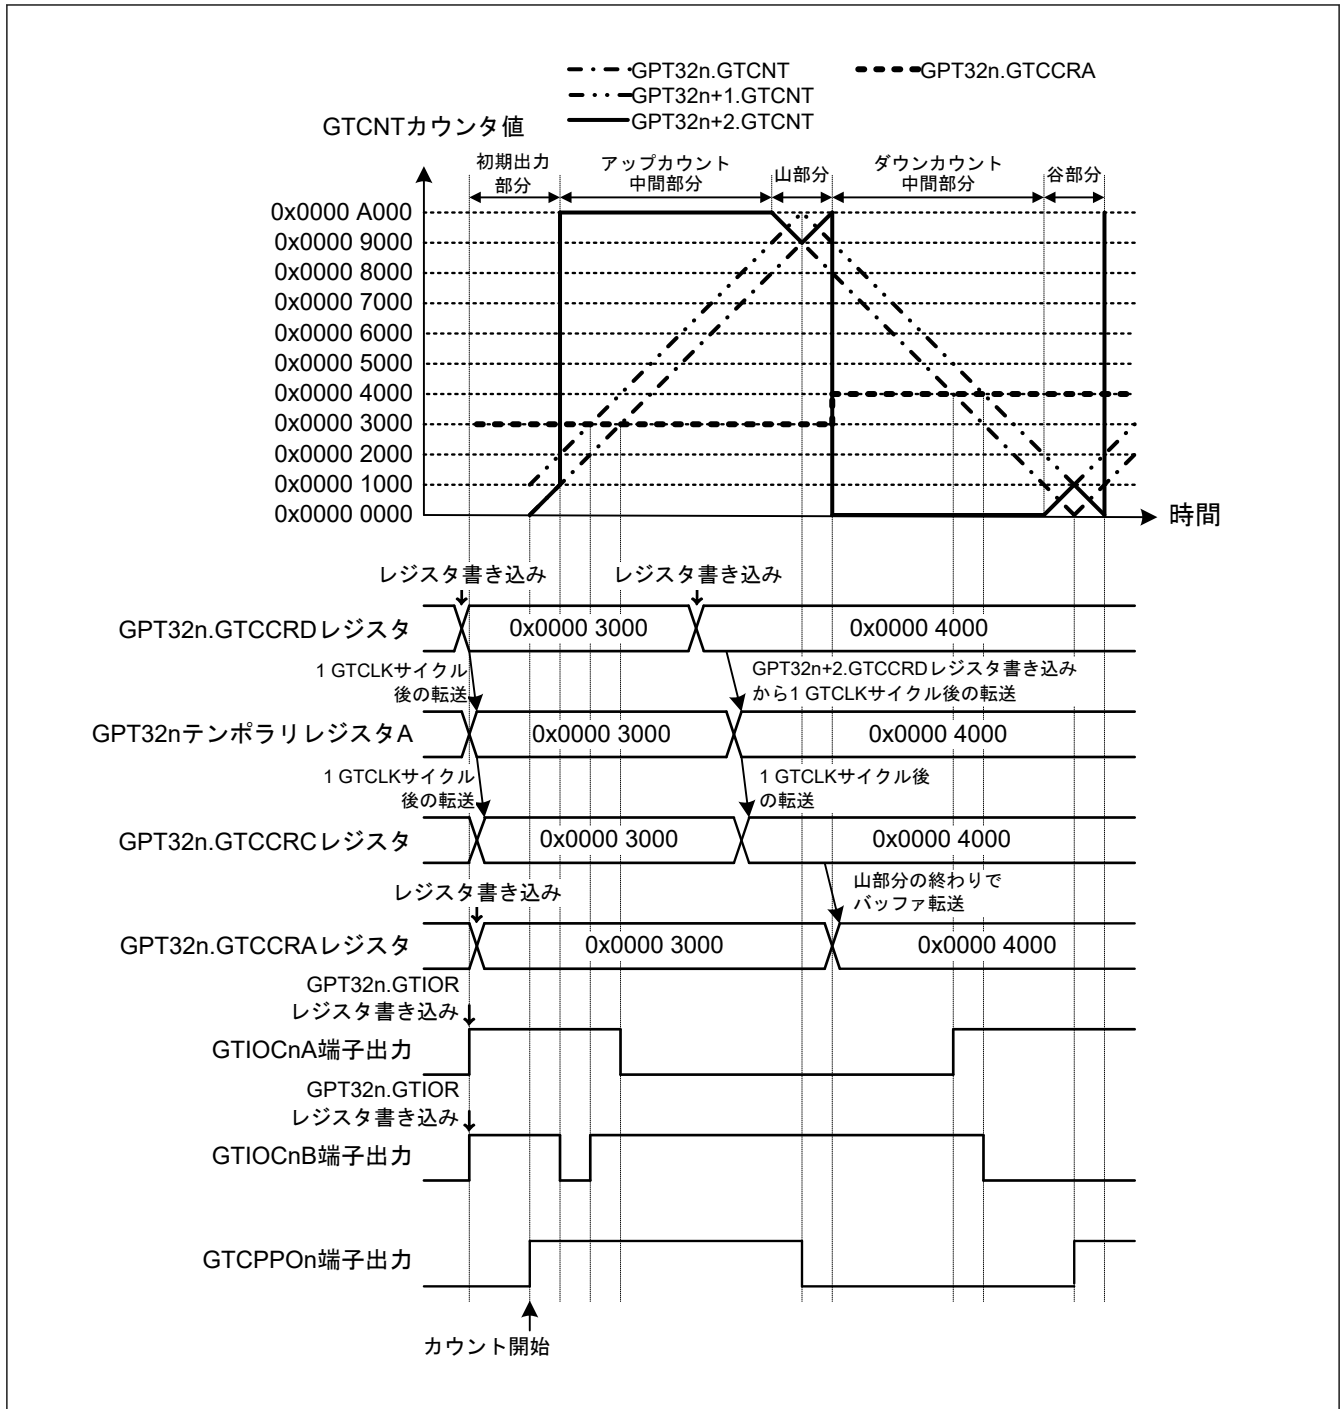 GPT32n.GTCNT
GPT32n.GTCCRA
GPT32n+1.GTCNT
GPT32n+2.GTCNT
GTCNTカウンタ値
初期出力
部分
アップカウント
中間部分
山部分
ダウンカウント
中間部分
谷部分
0x0000 A000
0x0000 9000
0x0000 8000
0x0000 7000
0x0000 6000
0x0000 5000
0x0000 4000
0x0000 3000
0x0000 2000
0x0000 1000
0x0000 0000
時間
レジスタ書き込み
レジスタ書き込み
GPT32n.GTCCRDレジスタ
0x0000 3000
0x0000 4000
1 GTCLKサイクル
後の転送
GPT32n+2.GTCCRDレジスタ書き込み
から1 GTCLKサイクル後の転送
GPT32nテンポラリレジスタA
0x0000 3000
0x0000 4000
1 GTCLKサイクル
後の転送
1 GTCLKサイクル後
の転送
GPT32n.GTCCRCレジスタ
0x0000 3000
0x0000 4000
レジスタ書き込み
山部分の終わりで
バッファ転送
GPT32n.GTCCRAレジスタ
0x0000 3000
0x0000 4000
GPT32n.GTIOR
レジスタ書き込み
GTIOCnA端子出力
GPT32n.GTIOR
レジスタ書き込み
GTIOCnB端子出力
GTCPPOn端子出力
カウント開始